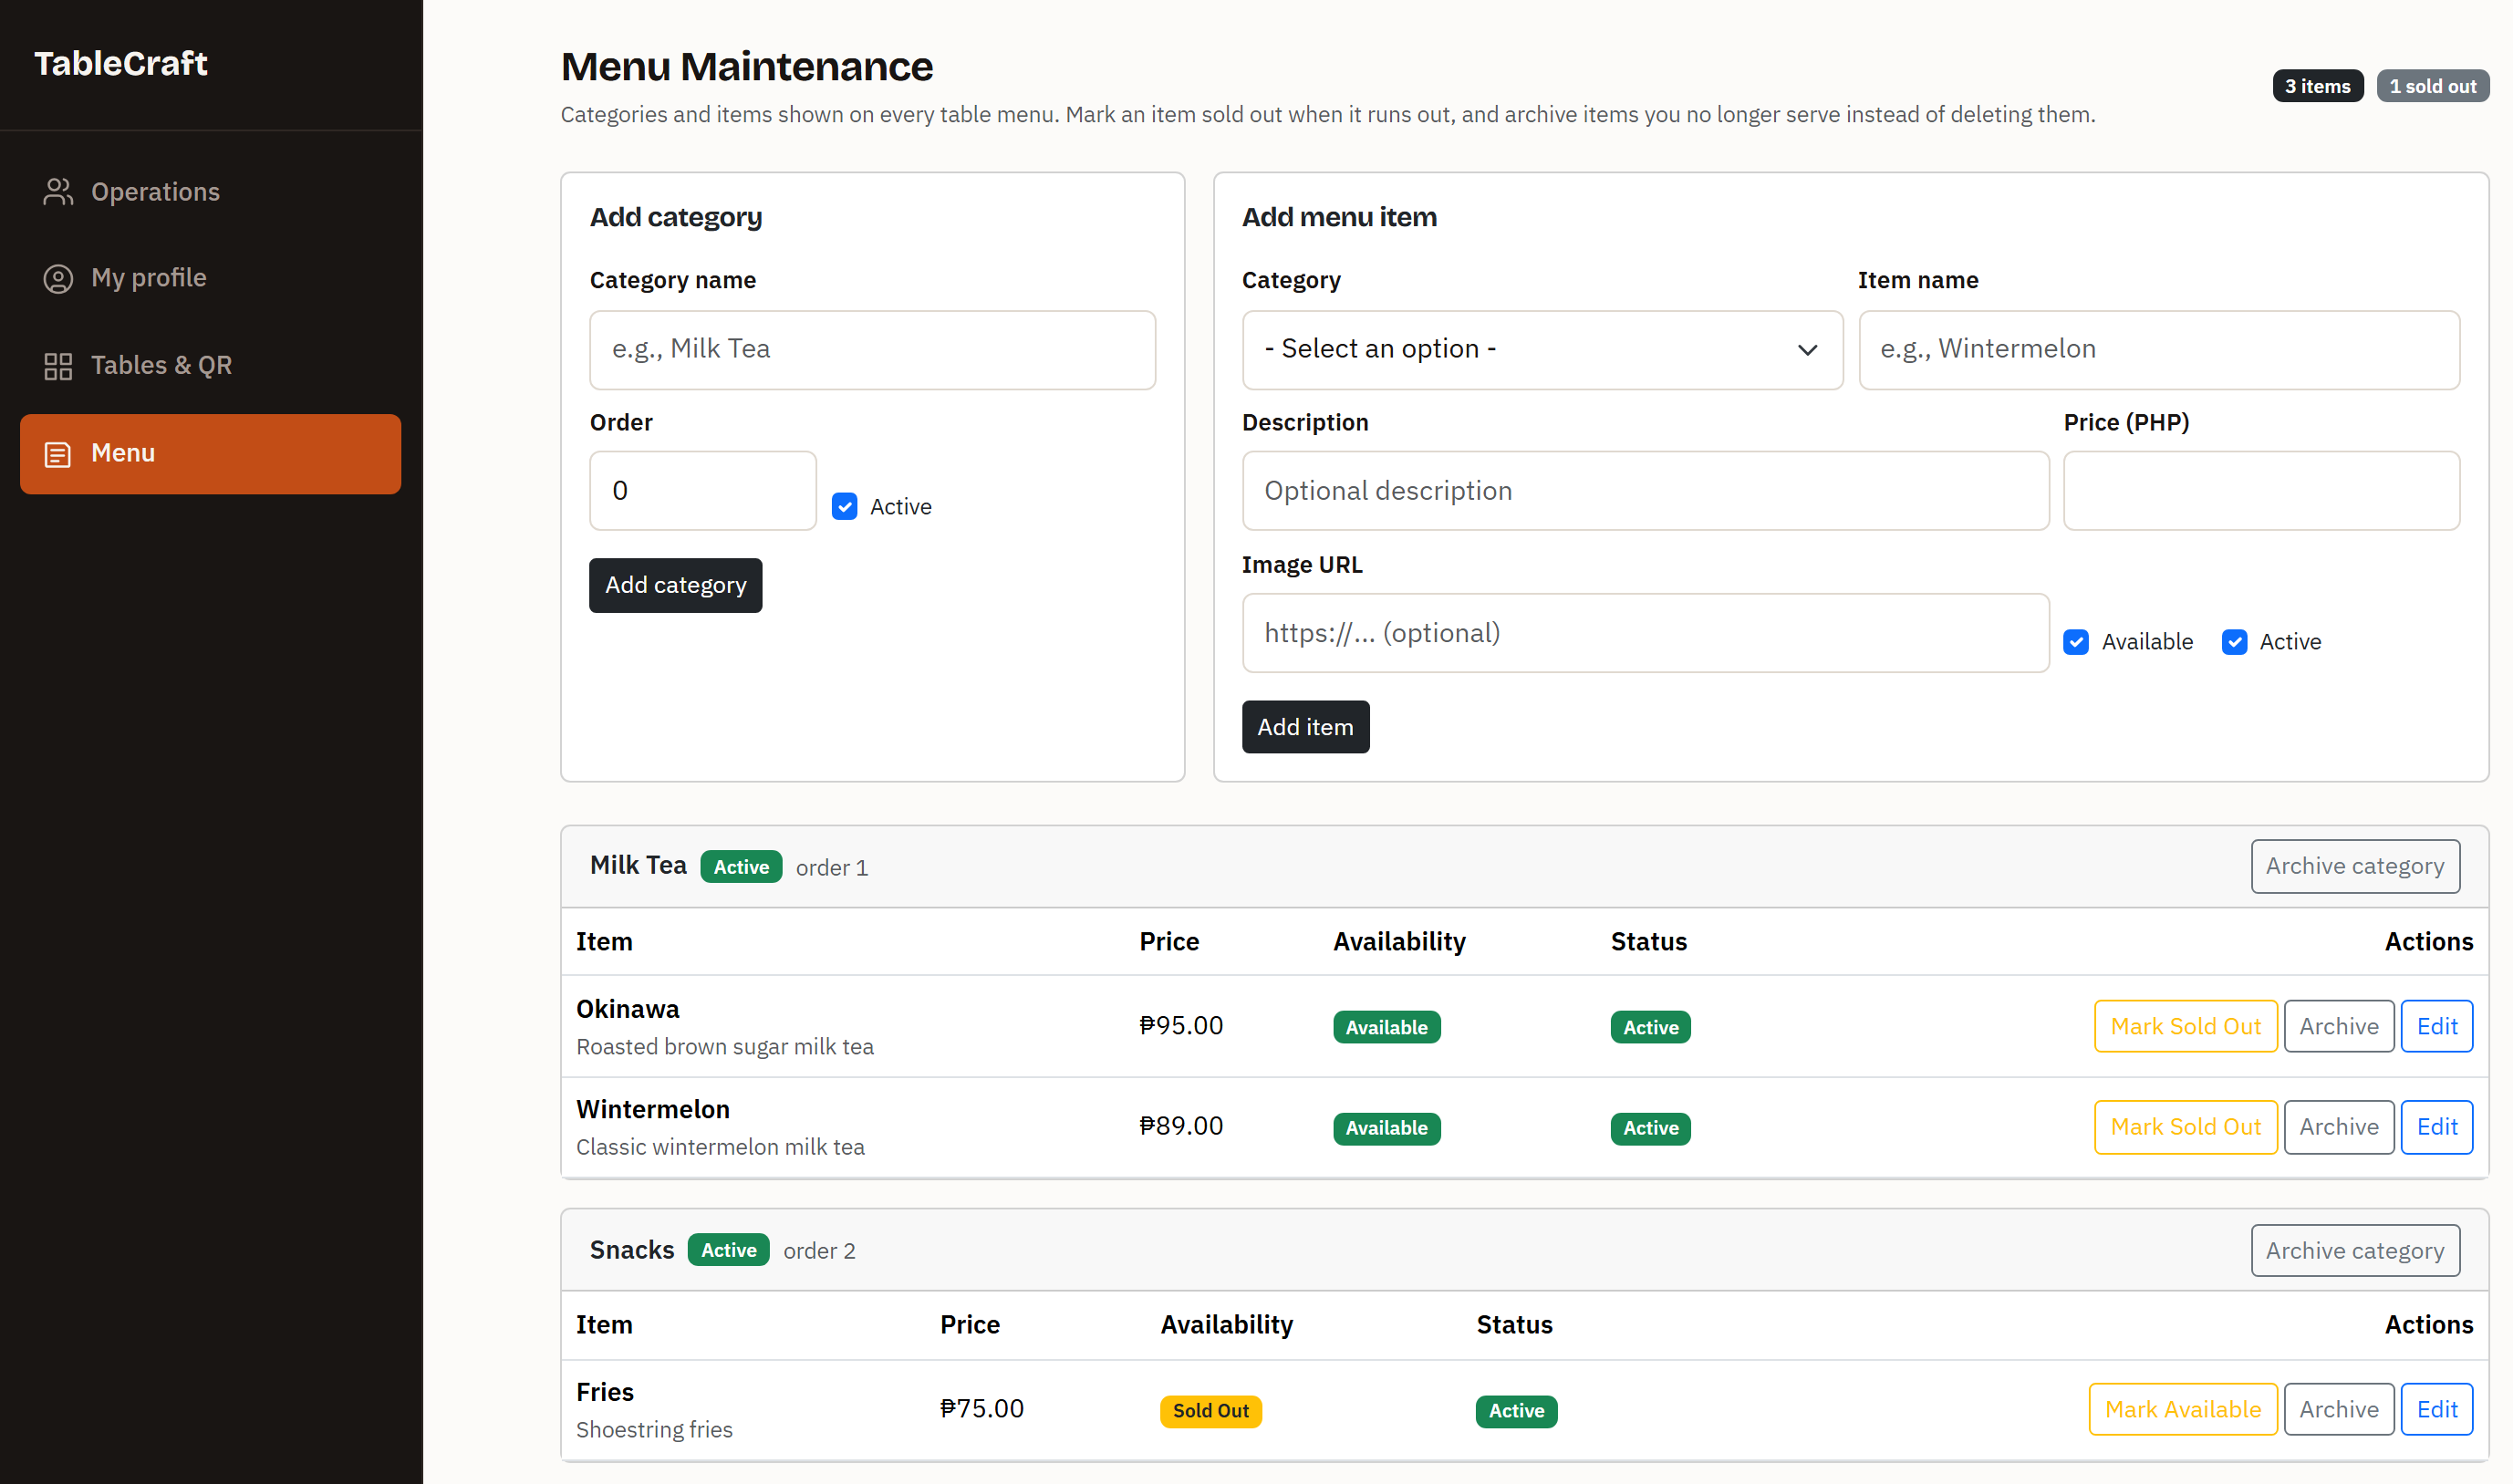 TableCraft
Operations
My profile
Tables & QR
Menu
Menu Maintenance
Categories and items shown on every table menu. Mark an item sold out when it runs out, and archive items you no longer serve instead of deleting them.
3 items 1 sold out
Add category
Category name
e.g., Milk Tea
Order
0 Active
Add category
Add menu item
Category Item name
- Select an option - e.g., Wintermelon
Description Price (PHP)
Optional description
Image URL
https://... (optional) Available Active
Add item
Milk Tea Active order 1 Archive category
Item Price Availability Status Actions
Okinawa
Roasted brown sugar milk tea
₱95.00 Available Active Mark Sold Out Archive Edit
Wintermelon
Classic wintermelon milk tea
₱89.00 Available Active Mark Sold Out Archive Edit
Snacks Active order 2 Archive category
Item Price Availability Status Actions
Fries
Shoestring fries
₱75.00 Sold Out Active Mark Available Archive Edit